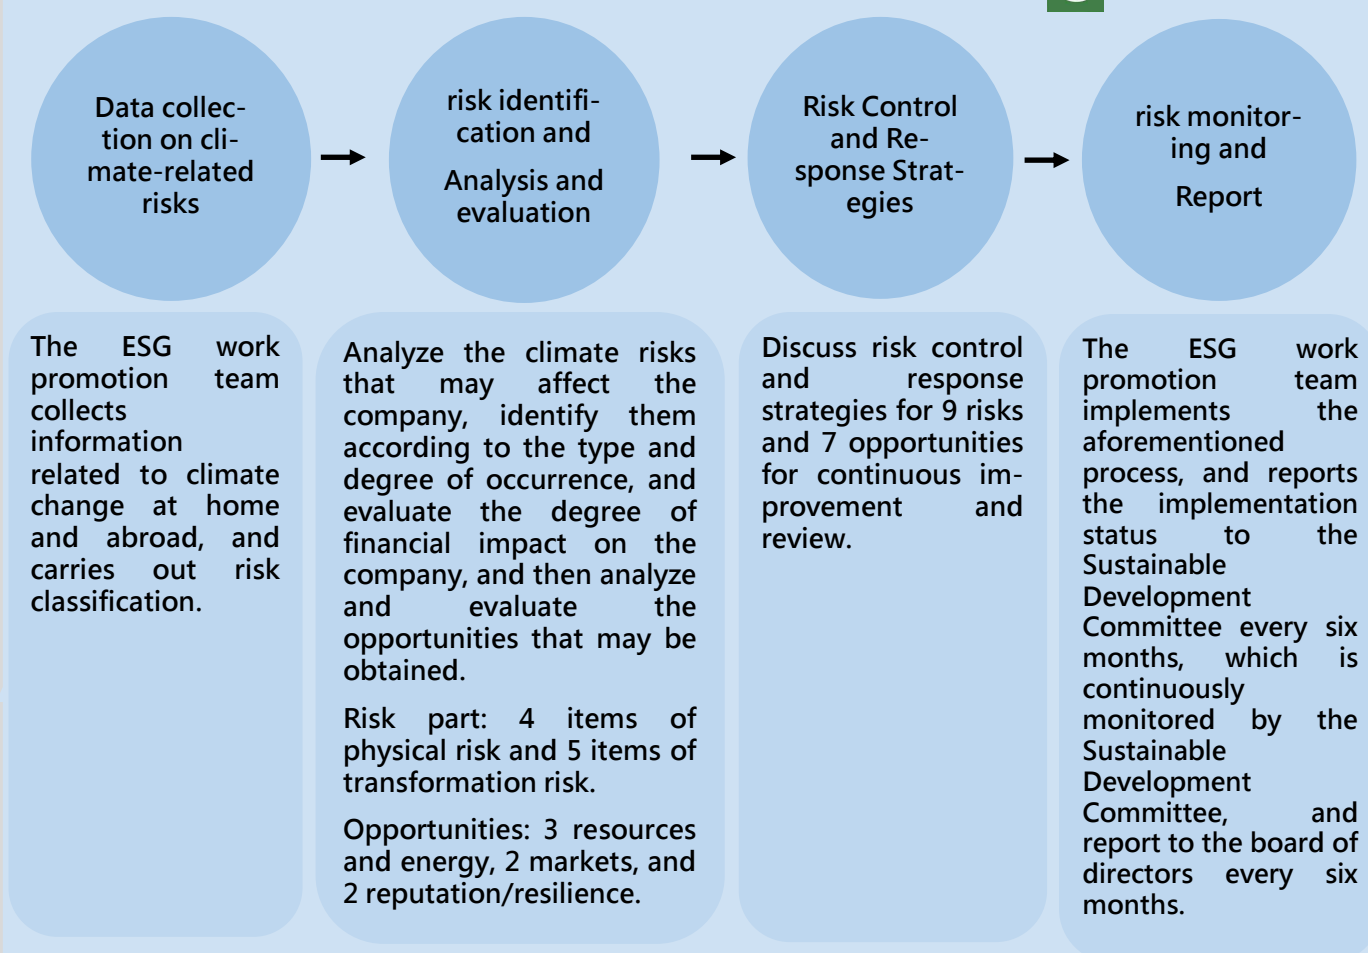 Data collec-
tion on cli-
mate-related
risks
risk identifi-
cation and
Analysis and
evaluation
Risk Control
and Re-
sponse Strat-
egies
risk monitor-
ing and
Report
The ESG work
promotion team
collects
information
related to climate
change at home
and abroad, and
carries out risk
classification.
Analyze the climate risks
that may affect the
company, identify them
according to the type and
degree of occurrence, and
evaluate the degree of
financial impact on the
company, and then analyze
and evaluate the
opportunities that may be
obtained.
Risk part: 4 items of
physical risk and 5 items of
transformation risk.
Opportunities: 3 resources
and energy, 2 markets, and
2 reputation/resilience.
Discuss risk control
and response
strategies for 9 risks
and 7 opportunities
for continuous im-
provement and
review.
The ESG work
promotion team
implements the
aforementioned
process, and reports
the implementation
status to the
Sustainable
Development
Committee every six
months, which is
continuously
monitored by the
Sustainable
Development
Committee, and
report to the board of
directors every six
months.